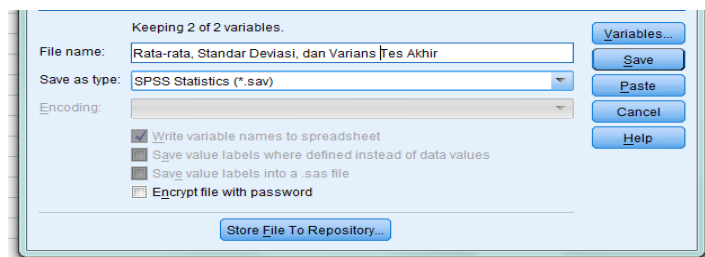 Keeping 2 of 2 variables.
Variables...
File name: Rata-rata, Standar Deviasi, dan Varians Tes Akhir
Save
Save as type: SPSS Statistics (*.sav)
Paste
Encoding:
Cancel
Write variable names to spreadsheet
Help
Save value labels where defined instead of data values
Save value labels into a .sas file
Encrypt file with password
Store File To Repository...